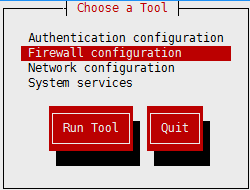 Choose a Tool
Authentication configuration
Firewall configuration
Network configuration
System services
Run Tool
Quit